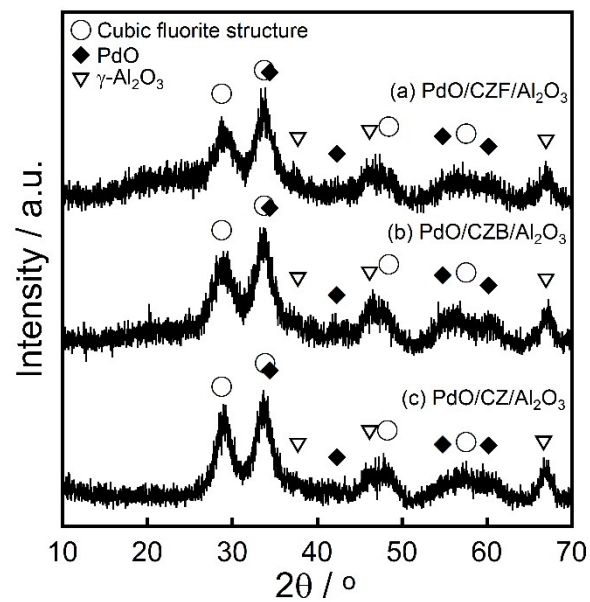 Cubic fluorite structure
PdO
γ-Al₂O₃
(a) PdO/CZF/Al₂O₃
(b) PdO/CZB/Al₂O₃
(c) PdO/CZ/Al₂O₃
Intensity / a.u.
10 20 30 40 50 60 70
2θ / °